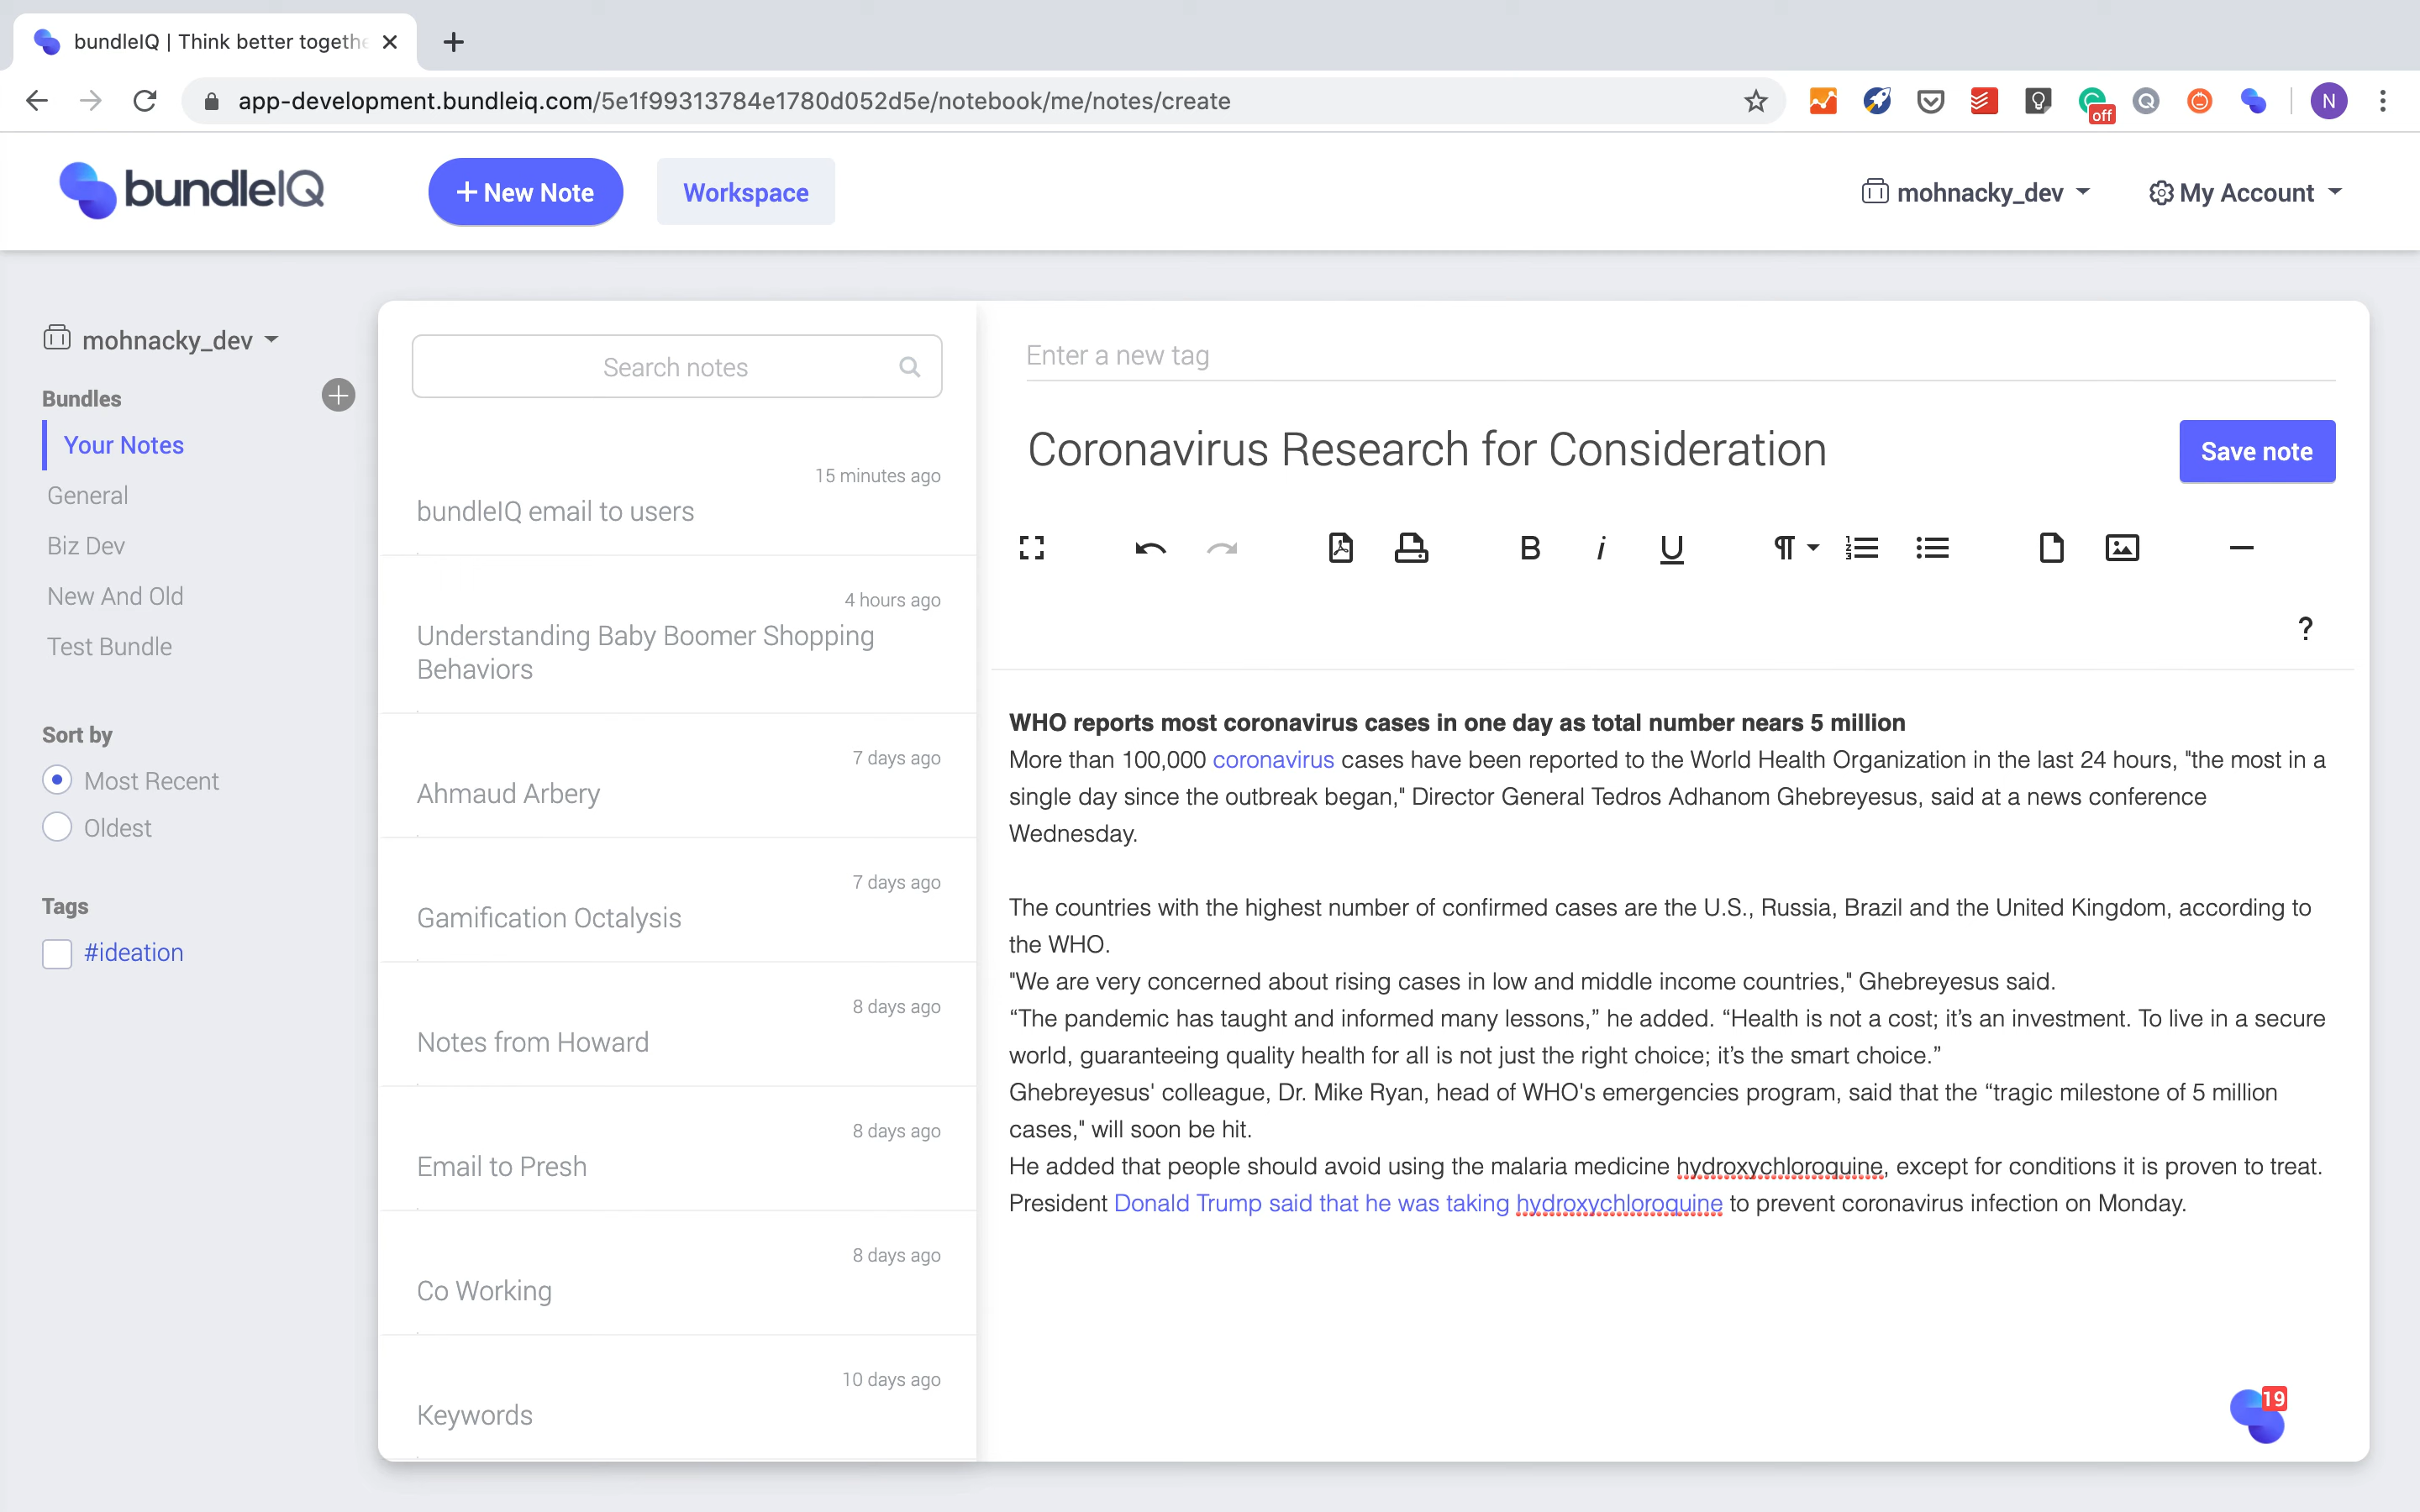 bundleIQ | Think better togethe
app-development.bundleiq.com/5e1f99313784e1780d052d5e/notebook/me/notes/create
off
N
bundleIQ
+ New Note
Workspace
mohnacky_dev
My Account
mohnacky_dev
Bundles
Your Notes
General
Biz Dev
New And Old
Test Bundle
Sort by
Most Recent
Oldest
Tags
#ideation
Search notes
15 minutes ago
bundleIQ email to users
4 hours ago
Understanding Baby Boomer Shopping
Behaviors
7 days ago
Ahmaud Arbery
7 days ago
Gamification Octalysis
8 days ago
Notes from Howard
8 days ago
Email to Presh
8 days ago
Co Working
10 days ago
Keywords
Enter a new tag
Coronavirus Research for Consideration
Save note
B i U
?
WHO reports most coronavirus cases in one day as total number nears 5 million
More than 100,000 coronavirus cases have been reported to the World Health Organization in the last 24 hours, "the most in a
single day since the outbreak began," Director General Tedros Adhanom Ghebreyesus, said at a news conference
Wednesday.
The countries with the highest number of confirmed cases are the U.S., Russia, Brazil and the United Kingdom, according to
the WHO.
"We are very concerned about rising cases in low and middle income countries," Ghebreyesus said.
“The pandemic has taught and informed many lessons,” he added. “Health is not a cost; it’s an investment. To live in a secure
world, guaranteeing quality health for all is not just the right choice; it’s the smart choice.”
Ghebreyesus' colleague, Dr. Mike Ryan, head of WHO's emergencies program, said that the “tragic milestone of 5 million
cases," will soon be hit.
He added that people should avoid using the malaria medicine hydroxychloroquine, except for conditions it is proven to treat.
President Donald Trump said that he was taking hydroxychloroquine to prevent coronavirus infection on Monday.
19